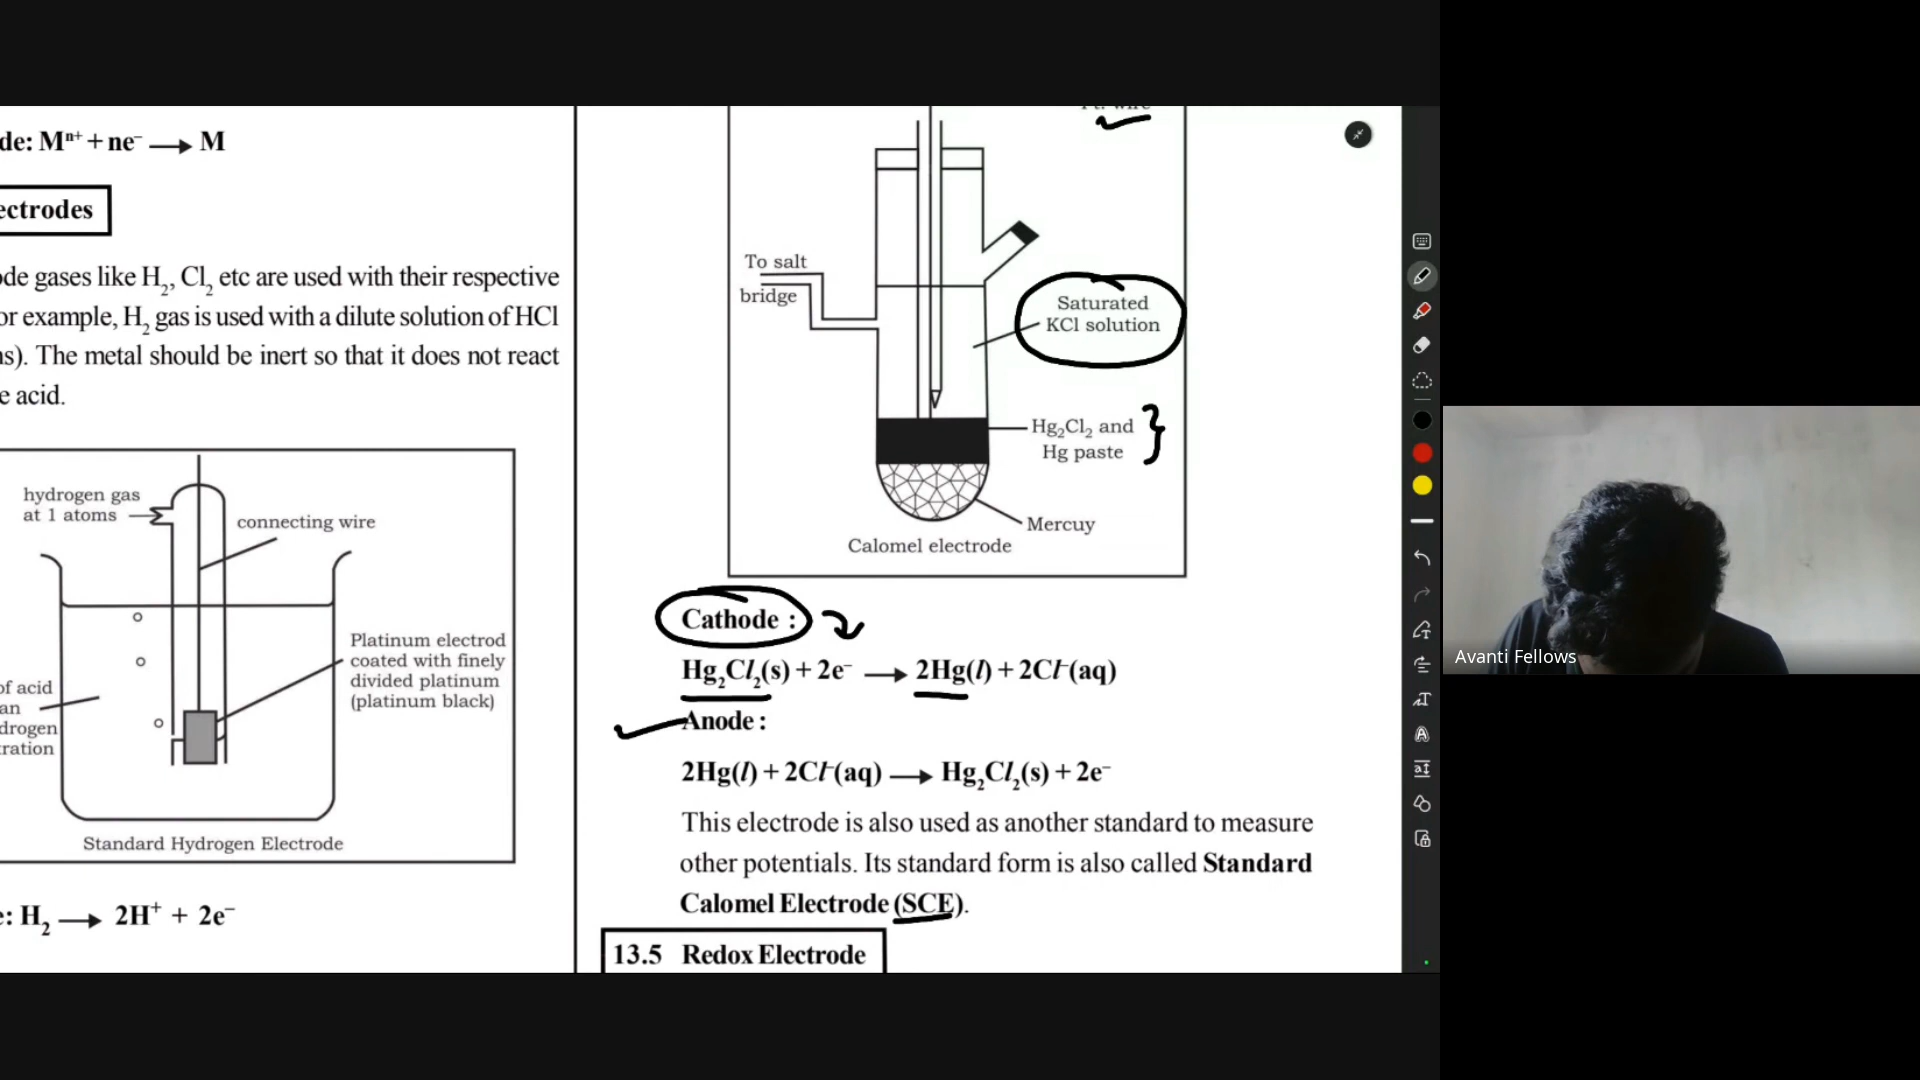 de: Mⁿ⁺ + ne⁻ ⟶ M
ectrodes
de gases like H₂, Cl₂ etc are used with their respective
or example, H₂ gas is used with a dilute solution of HCl
ns). The metal should be inert so that it does not react
e acid.
hydrogen gas
at 1 atoms
connecting wire
Platinum electrod
coated with finely
divided platinum
(platinum black)
of acid
an
drogen
ration
Standard Hydrogen Electrode
e: H₂ ⟶ 2H⁺ + 2e⁻
To salt
bridge
Saturated
KCl solution
Hg₂Cl₂ and
Hg paste
Mercuy
Calomel electrode
Cathode :
Hg₂Cl₂(s) + 2e⁻ ⟶ 2Hg(l) + 2Cl⁻(aq)
Anode :
2Hg(l) + 2Cl⁻(aq) ⟶ Hg₂Cl₂(s) + 2e⁻
This electrode is also used as another standard to measure
other potentials. Its standard form is also called Standard
Calomel Electrode (SCE).
13.5 Redox Electrode
Avanti Fellows